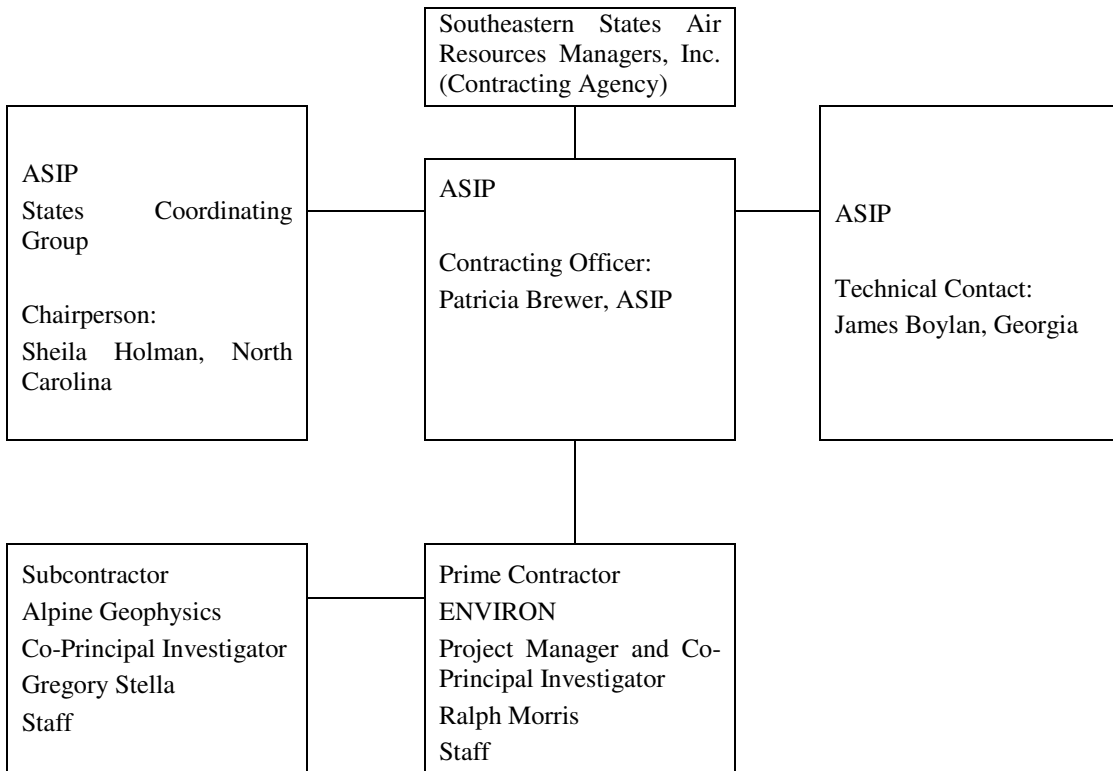 Southeastern States Air
Resources Managers, Inc.
(Contracting Agency)
ASIP
States Coordinating
Group
Chairperson:
Sheila Holman, North
Carolina
ASIP
Contracting Officer:
Patricia Brewer, ASIP
ASIP
Technical Contact:
James Boylan, Georgia
Subcontractor
Alpine Geophysics
Co-Principal Investigator
Gregory Stella
Staff
Prime Contractor
ENVIRON
Project Manager and Co-
Principal Investigator
Ralph Morris
Staff